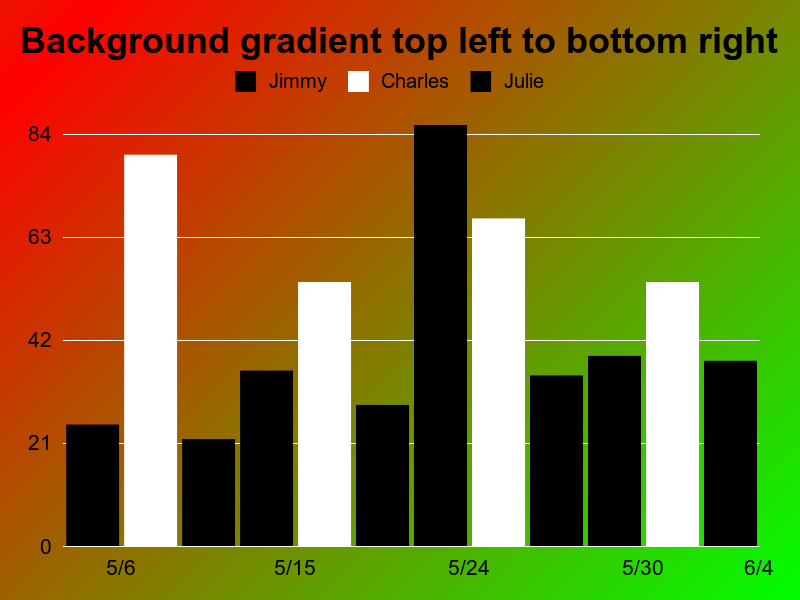 Background gradient top left to bottom right
Jimmy Charles Julie
84
63
42
21
0
5/6 5/15 5/24 5/30 6/4